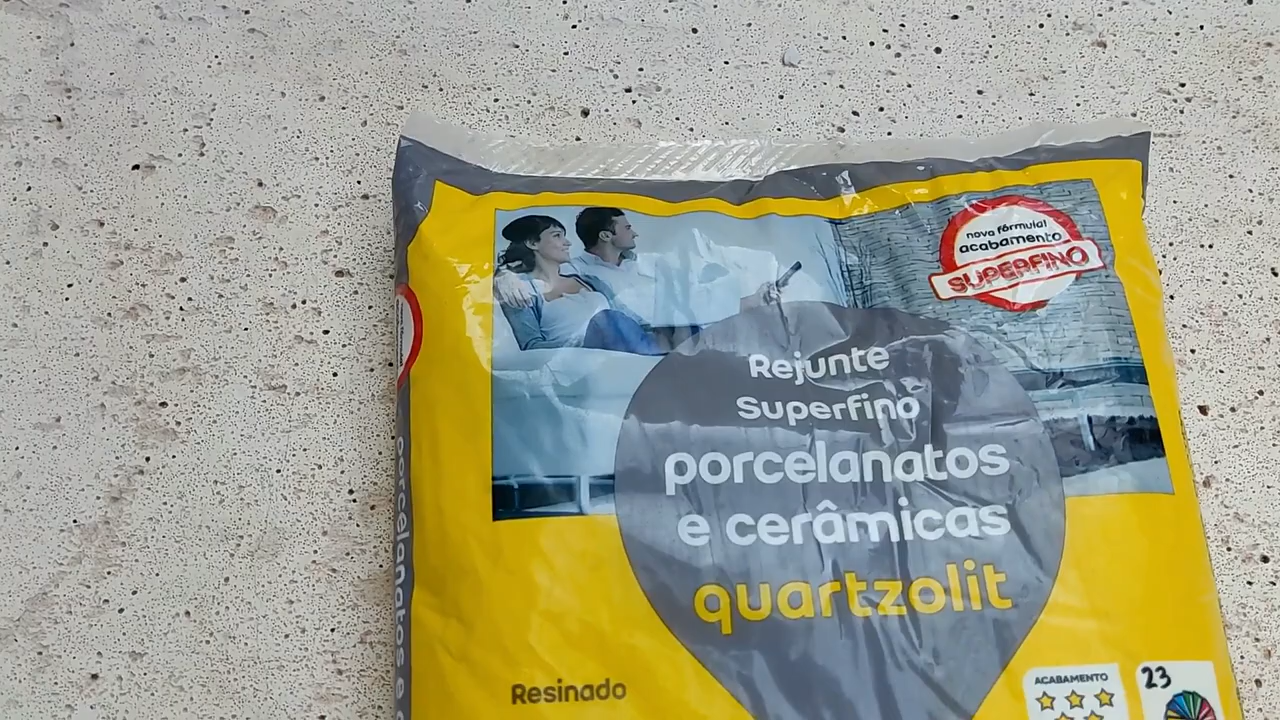 nova fórmula!
acabamento
SUPERFINO
Rejunte
Superfino
porcelanatos
e cerâmicas
quartzolit
Resinado
ACABAMENTO
23
porcelanatos e